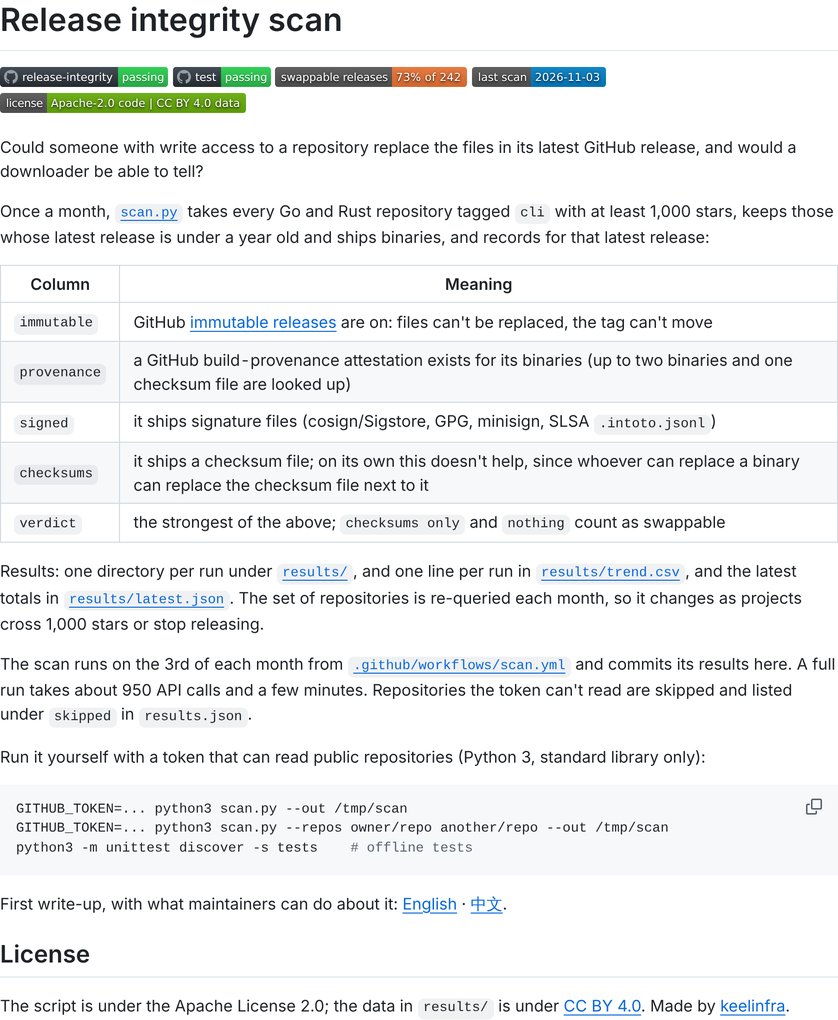 Release integrity scan
release-integrity passing test passing swappable releases 73% of 242 last scan 2026-11-03
license Apache-2.0 code | CC BY 4.0 data
Could someone with write access to a repository replace the files in its latest GitHub release, and would a
downloader be able to tell?
Once a month, scan.py takes every Go and Rust repository tagged cli with at least 1,000 stars, keeps those
whose latest release is under a year old and ships binaries, and records for that latest release:
Column Meaning
immutable GitHub immutable releases are on: files can't be replaced, the tag can't move
provenance a GitHub build-provenance attestation exists for its binaries (up to two binaries and one
checksum file are looked up)
signed it ships signature files (cosign/Sigstore, GPG, minisign, SLSA .intoto.jsonl)
checksums it ships a checksum file; on its own this doesn't help, since whoever can replace a binary
can replace the checksum file next to it
verdict the strongest of the above; checksums only and nothing count as swappable
Results: one directory per run under results/, and one line per run in results/trend.csv, and the latest
totals in results/latest.json. The set of repositories is re-queried each month, so it changes as projects
cross 1,000 stars or stop releasing.
The scan runs on the 3rd of each month from .github/workflows/scan.yml and commits its results here. A full
run takes about 950 API calls and a few minutes. Repositories the token can't read are skipped and listed
under skipped in results.json.
Run it yourself with a token that can read public repositories (Python 3, standard library only):
GITHUB_TOKEN=... python3 scan.py --out /tmp/scan
GITHUB_TOKEN=... python3 scan.py --repos owner/repo another/repo --out /tmp/scan
python3 -m unittest discover -s tests    # offline tests
First write-up, with what maintainers can do about it: English · 中文.
License
The script is under the Apache License 2.0; the data in results/ is under CC BY 4.0. Made by keelinfra.